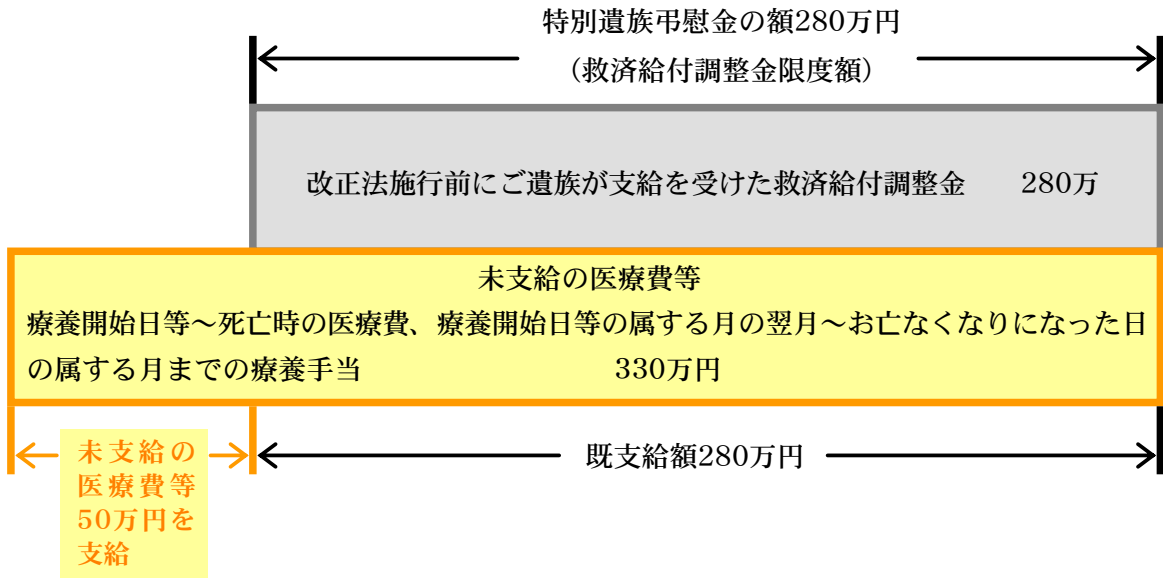 特別遺族弔慰金の額280万円
（救済給付調整金限度額）
改正法施行前にご遺族が支給を受けた救済給付調整金　　280万
未支給の医療費等
療養開始日等～死亡時の医療費、療養開始日等の属する月の翌月～お亡なくなりになった日
の属する月までの療養手当　　　　　　　　　330万円
既支給額280万円
未支給の
医療費等
50万円を
支給